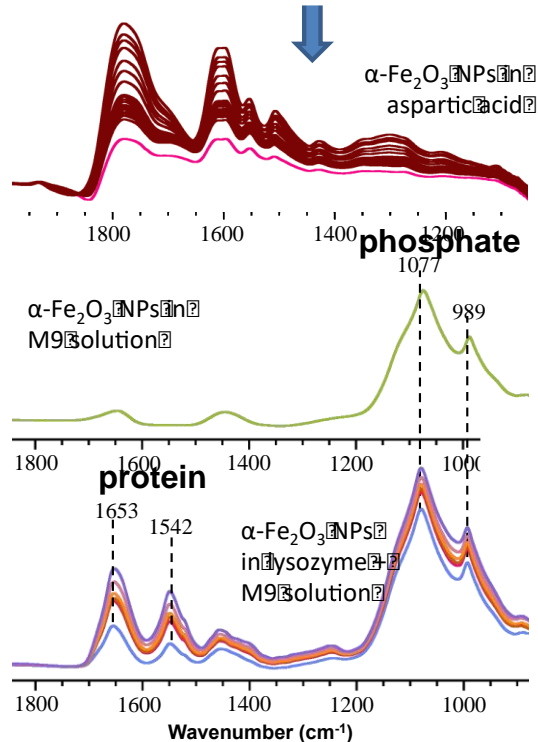 α-Fe₂O₃ NPs in
aspartic acid
1800 1600 1400 1200
phosphate
1077
989
α-Fe₂O₃ NPs in
M9 solution
1800 1600 1400 1200 1000
protein
1653
1542
α-Fe₂O₃ NPs
in lysozyme +
M9 solution
1800 1600 1400 1200 1000
Wavenumber (cm⁻¹)